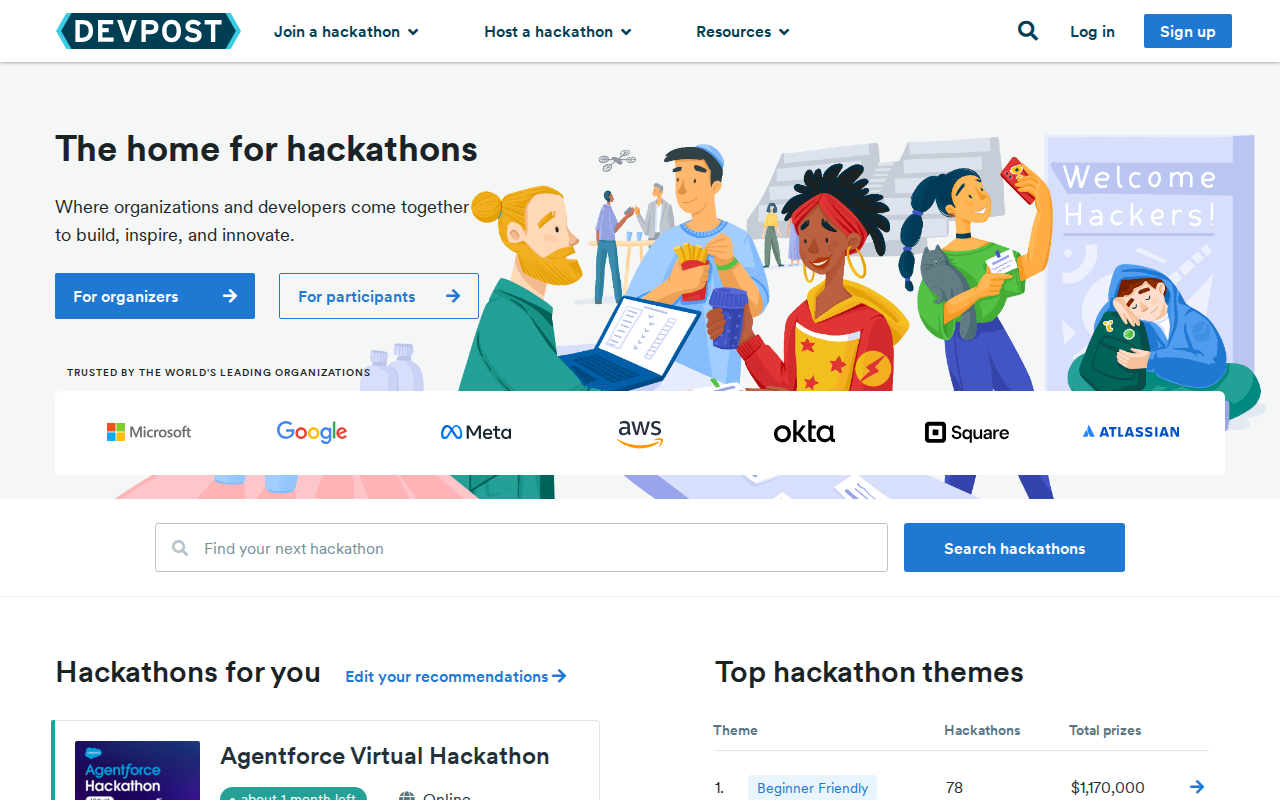 DEVPOST
Join a hackathon
Host a hackathon
Resources
Log in
Sign up
The home for hackathons
Where organizations and developers come together
to build, inspire, and innovate.
For organizers
For participants
Welcome
Hackers!
TRUSTED BY THE WORLD'S LEADING ORGANIZATIONS
Microsoft
Google
Meta
aws
okta
Square
ATLASSIAN
Find your next hackathon
Search hackathons
Hackathons for you
Edit your recommendations
Top hackathon themes
Theme
Hackathons
Total prizes
Agentforce Virtual Hackathon
salesforce
Agentforce
Hackathon
about 1 month left
Online
1.
Beginner Friendly
78
$1,170,000